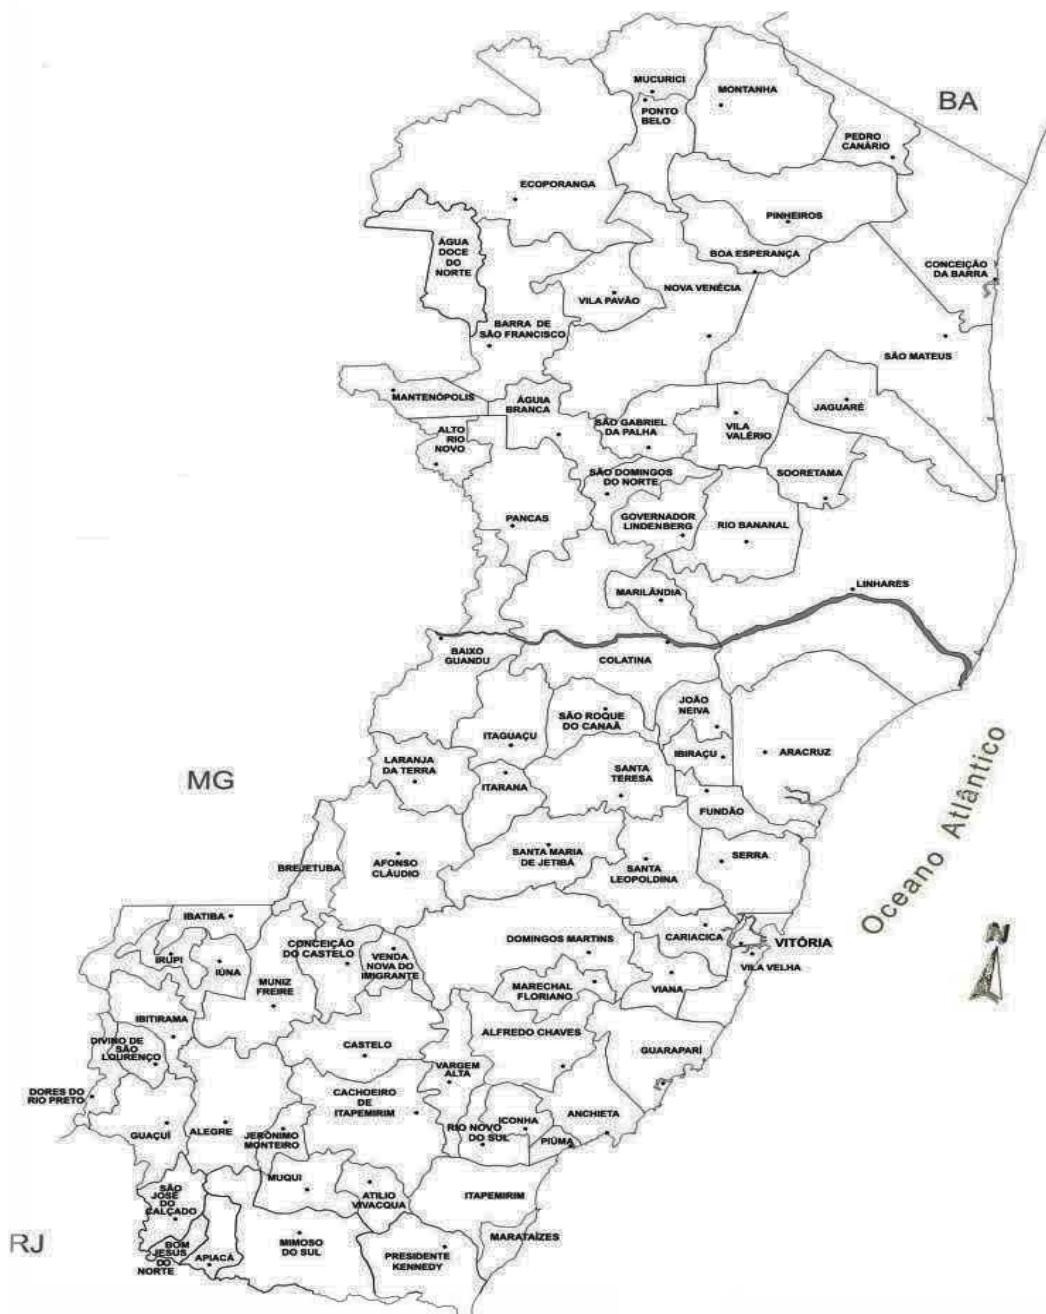 MUCURICI
MONTANHA
BA
PONTO
BELO
PEDRO
CANÁRIO
ECOPORANGA
PINHEIROS
ÁGUA
DOCE
DO
NORTE
BOA ESPERANÇA
CONCEIÇÃO
DA BARRA
NOVA VENÉCIA
VILA PAVÃO
BARRA DE
SÃO FRANCISCO
SÃO MATEUS
MANTENÓPOLIS
ÁGUIA
BRANCA
JAGUARÉ
ALTO
RIO
NOVO
SÃO GABRIEL
DA PALHA
VILA
VALÉRIO
SÃO DOMINGOS
DO NORTE
SOORETAMA
PANCAS
GOVERNADOR
LINDENBERG
RIO BANANAL
MARILÂNDIA
LINHARES
BAIXO
GUANDU
COLATINA
JOÃO
NEIVA
SÃO ROQUE
DO CANAÃ
ITAGUAÇU
IBIRAÇU
ARACRUZ
LARANJA
DA TERRA
SANTA
TERESA
MG
ITARANA
FUNDÃO
Oceano Atlântico
BREJETUBA
AFONSO
CLÁUDIO
SANTA MARIA
DE JETIBÁ
SANTA
LEOPOLDINA
SERRA
IBATIBA
CARIACICA
VITÓRIA
N
DOMINGOS MARTINS
CONCEIÇÃO
DO CASTELO
VENDA
NOVA DO
IMIGRANTE
IRUPI
IÚNA
VILA VELHA
MUNIZ
FREIRE
MARECHAL
FLORIANO
VIANA
IBITIRAMA
ALFREDO CHAVES
DIVINO DE
SÃO
LOURENÇO
CASTELO
GUARAPARÍ
VARGEM
ALTA
DORES DO
RIO PRETO
CACHOEIRO
DE
ITAPEMIRIM
ANCHIETA
ICONHA
RIO NOVO
DO SUL
GUAÇUÍ
ALEGRE
JERÔNIMO
MONTEIRO
PIÚMA
MUQUI
SÃO
JOSÉ
DO
CALÇADO
ATILIO
VIVACQUA
ITAPEMIRIM
RJ
MIMOSO
DO SUL
MARATAÍZES
BOM
JESUS
DO
NORTE
APIACÁ
PRESIDENTE
KENNEDY